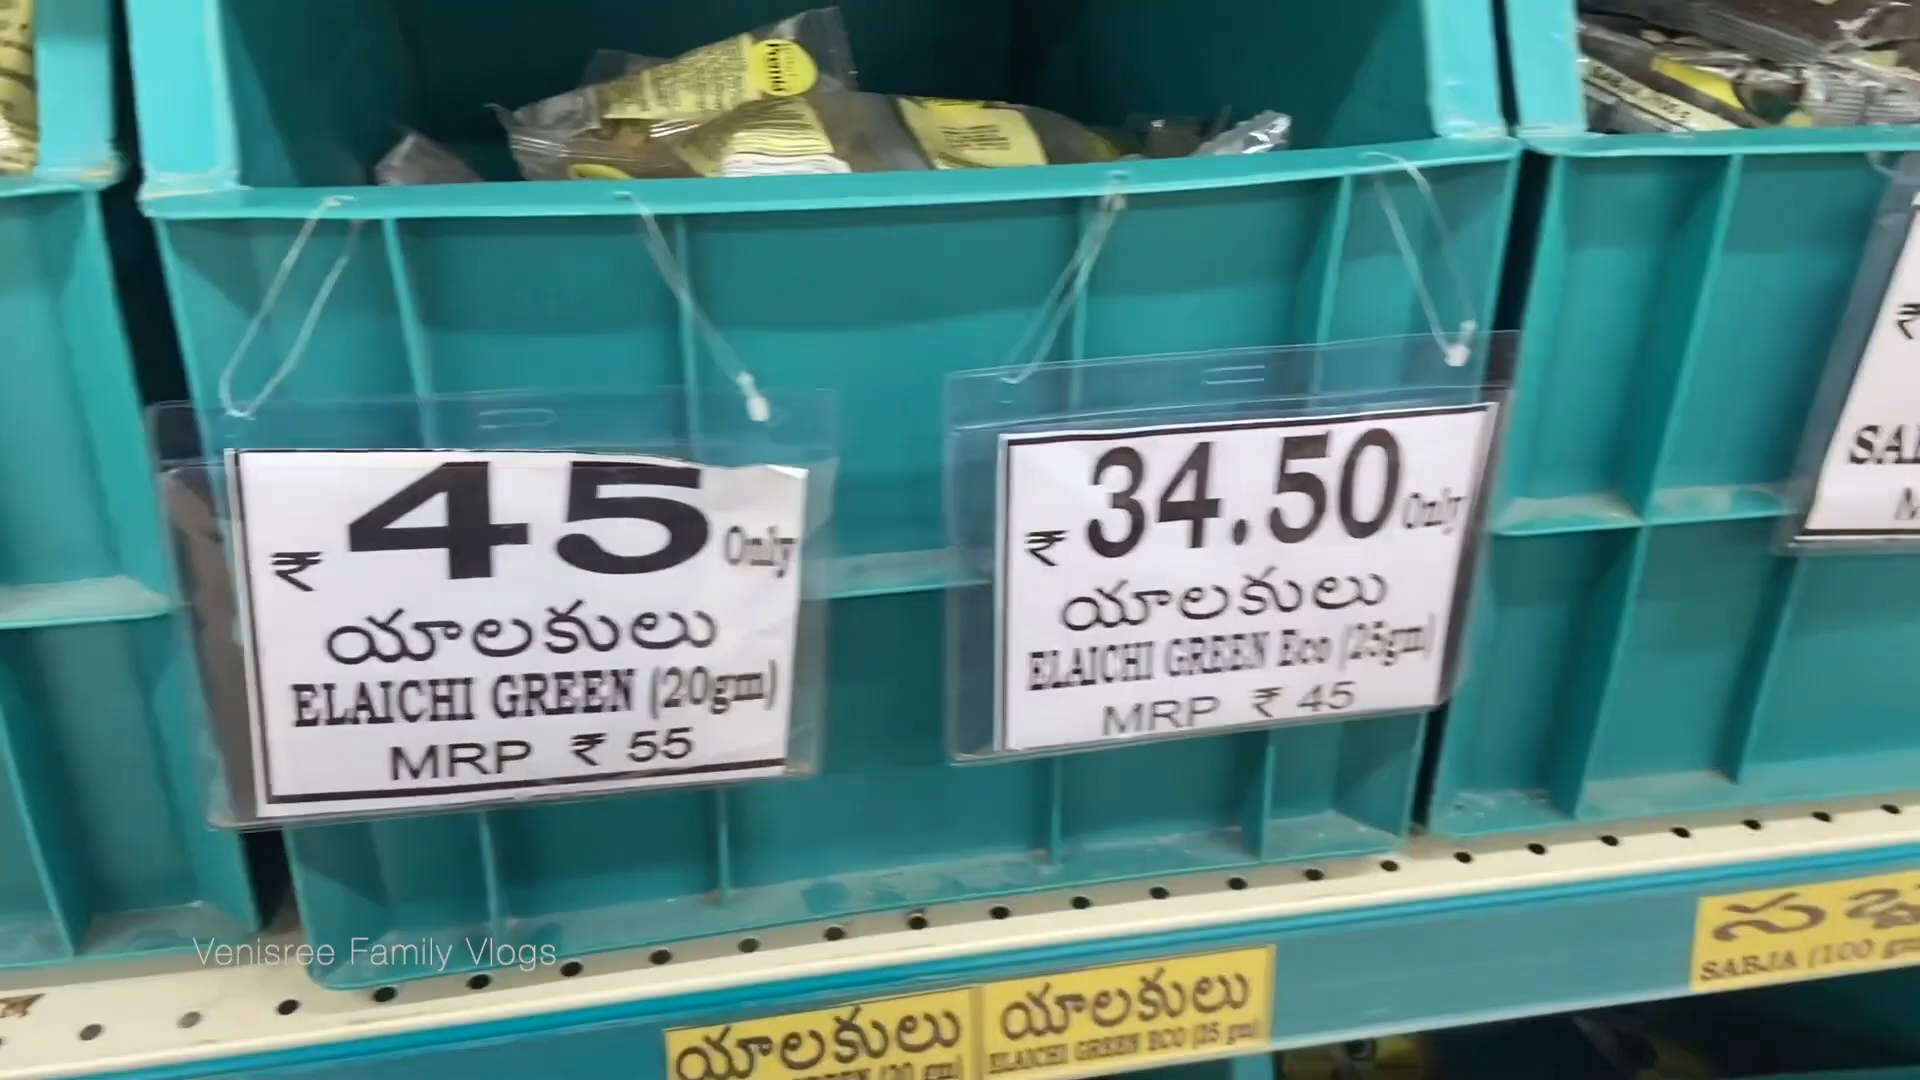 ₹ 45 Only
యాలకులు
ELAICHI GREEN (20gm)
MRP ₹ 55
₹ 34.50 Only
యాలకులు
ELAICHI GREEN Eco (25gm)
MRP ₹ 45
₹
Venisree Family Vlogs
యాలకులు
యాలకులు
ELAICHI GREEN ECO (25 gm)
SABJA (100